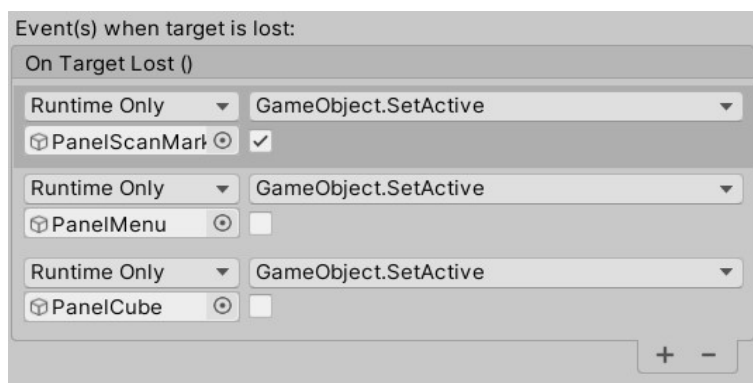 Event(s) when target is lost:
On Target Lost ()
Runtime Only GameObject.SetActive
PanelScanMark
Runtime Only GameObject.SetActive
PanelMenu
Runtime Only GameObject.SetActive
PanelCube